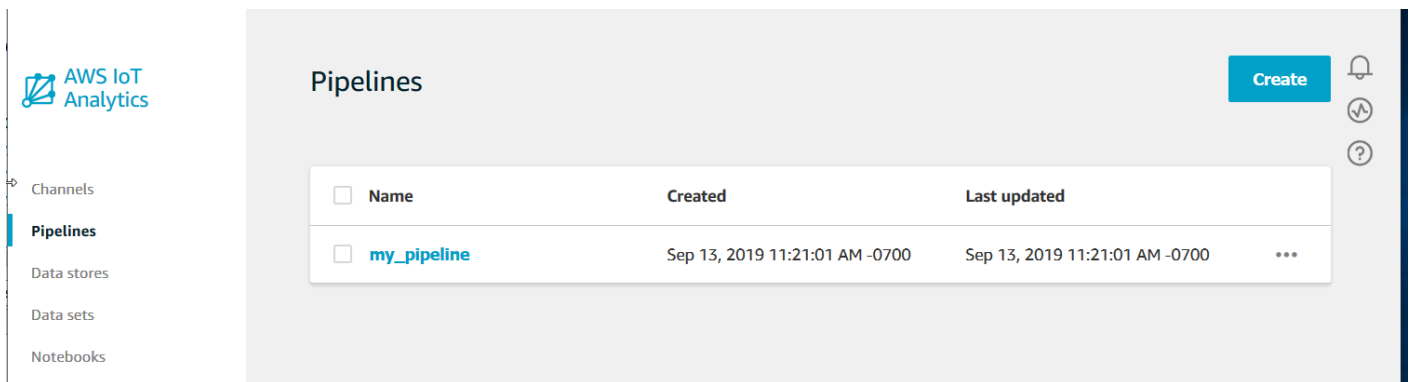 AWS IoT
Analytics
Channels
Pipelines
Data stores
Data sets
Notebooks
Pipelines
Create
Name Created Last updated
my_pipeline Sep 13, 2019 11:21:01 AM -0700 Sep 13, 2019 11:21:01 AM -0700 •••